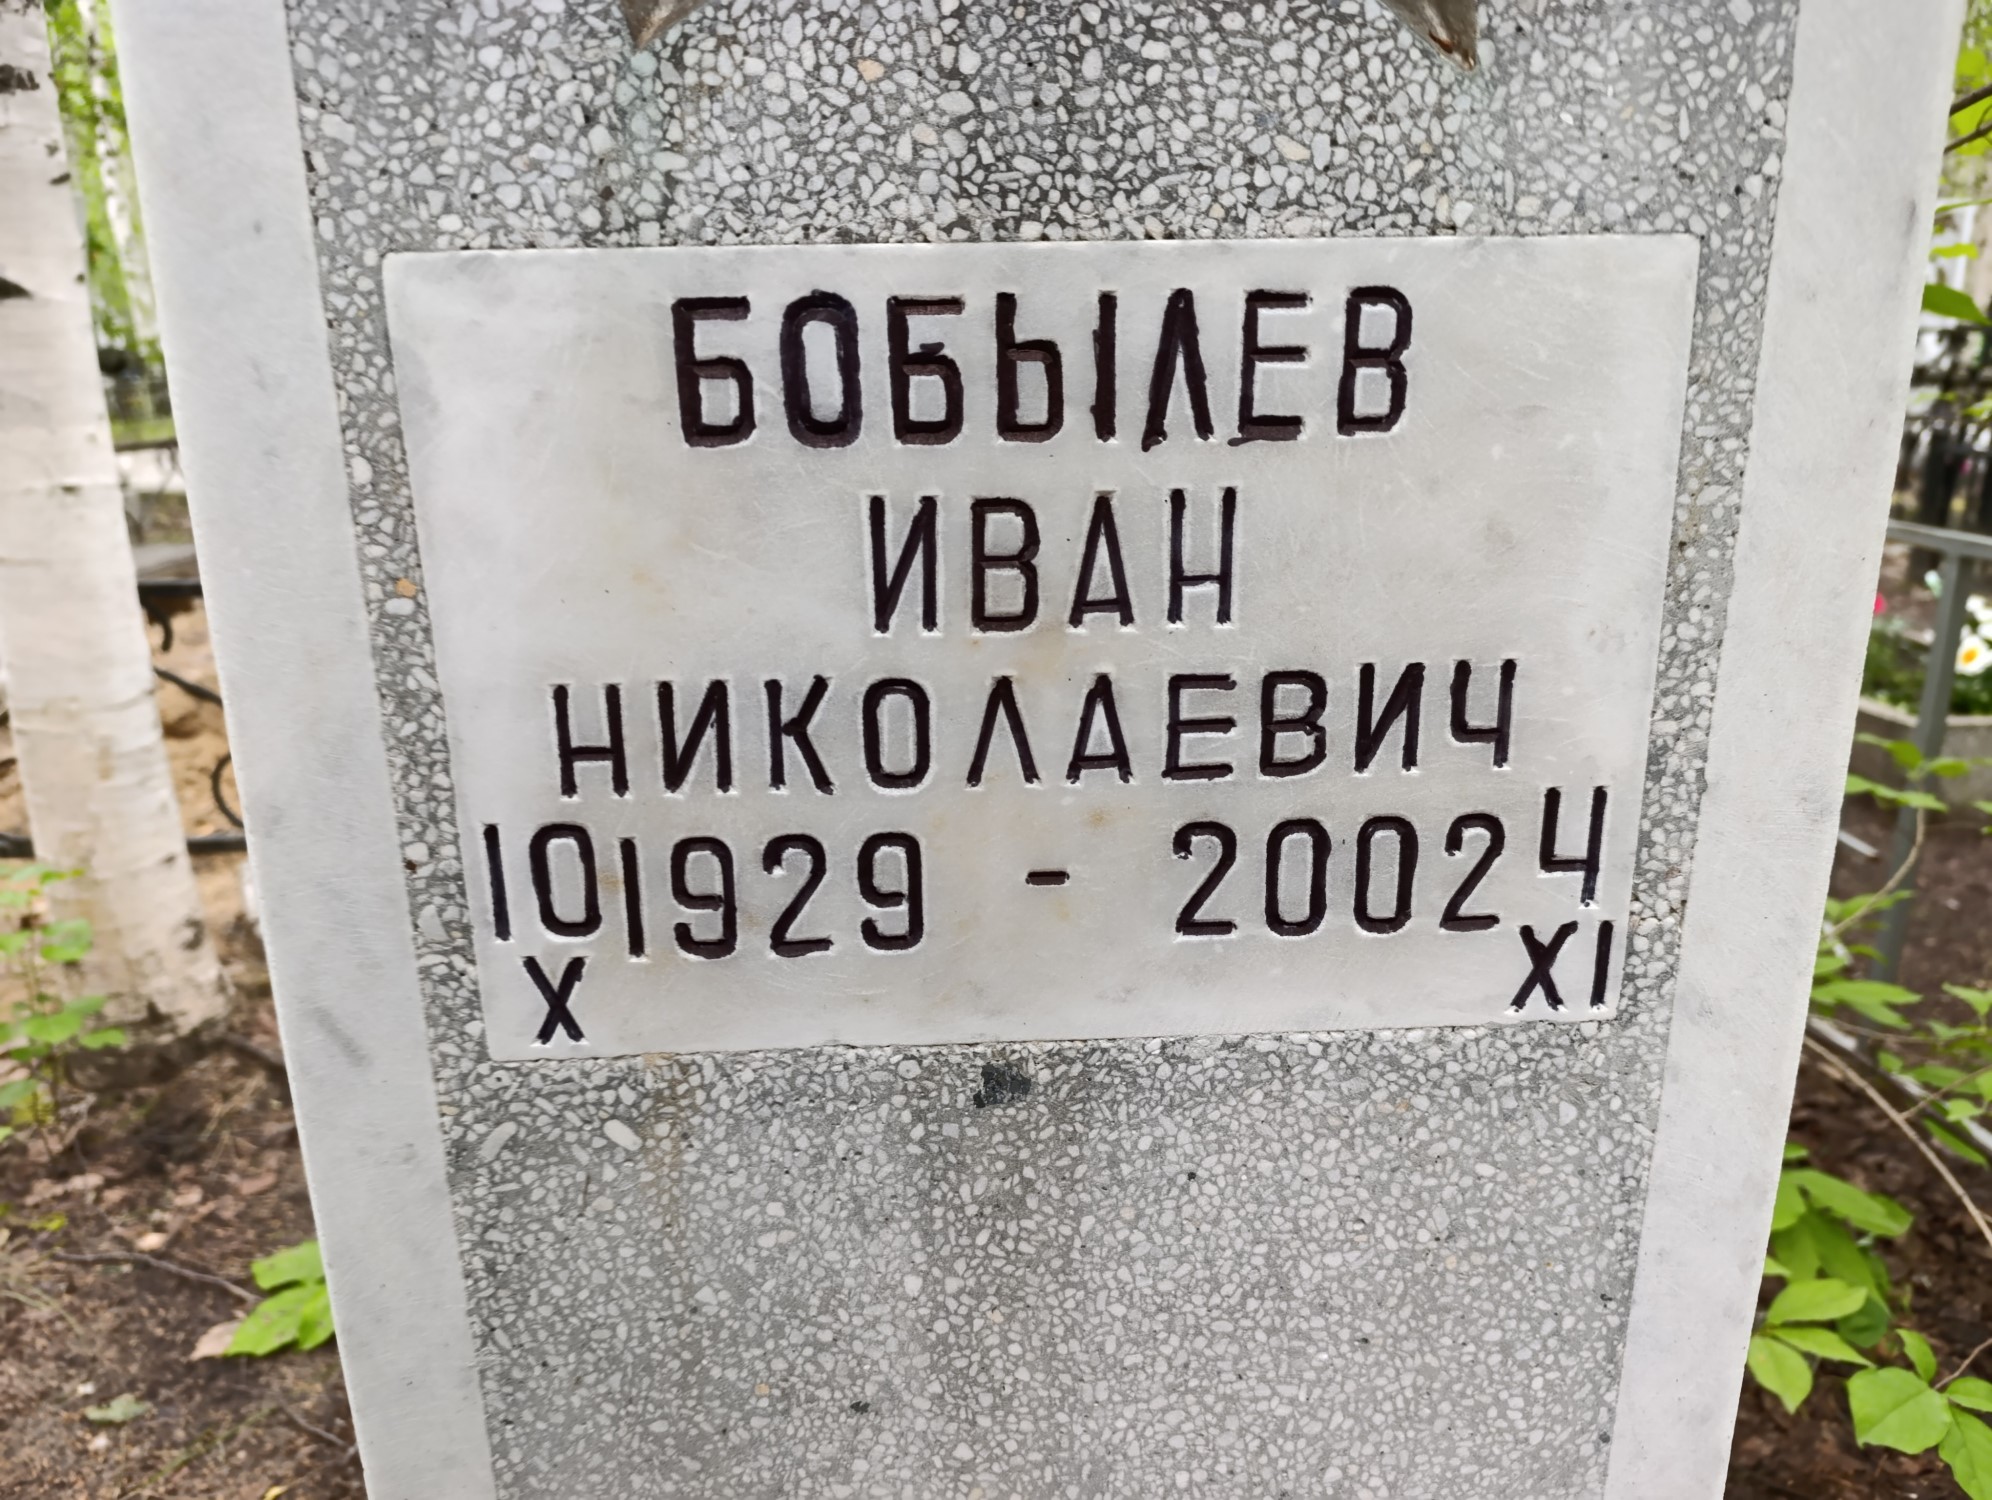 БОБЫЛЕВ
ИВАН
НИКОЛАЕВИЧ
10 1929 - 2002 4
X XI